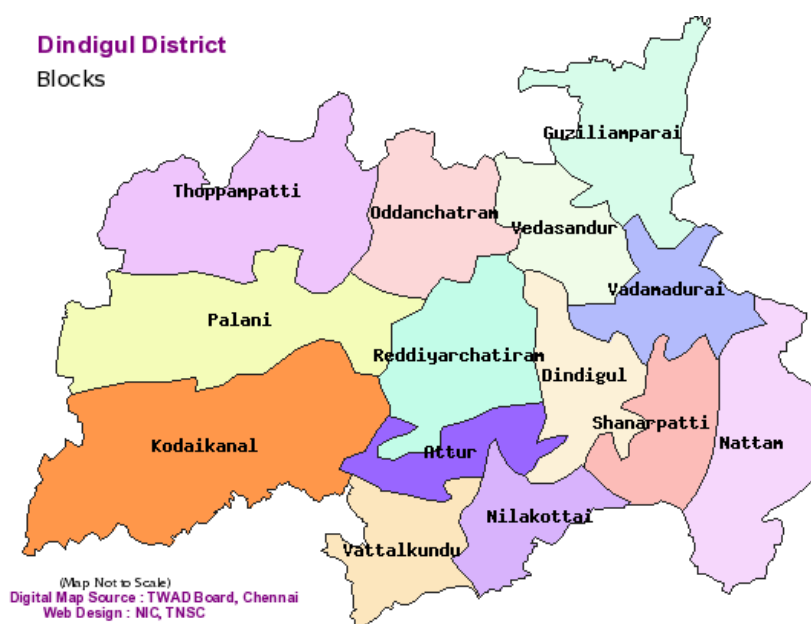 Dindigul District
Blocks
Guziliamparai
Thoppampatti
Oddanchatram
Vedasandur
Vadamadurai
Palani
Reddiyarchatiram
Dindigul
Shanarpatti
Kodaikanal
Attur
Nattam
Nilakottai
Vattalkundu
(Map Not to Scale)
Digital Map Source : TWAD Board, Chennai
Web Design : NIC, TNSC